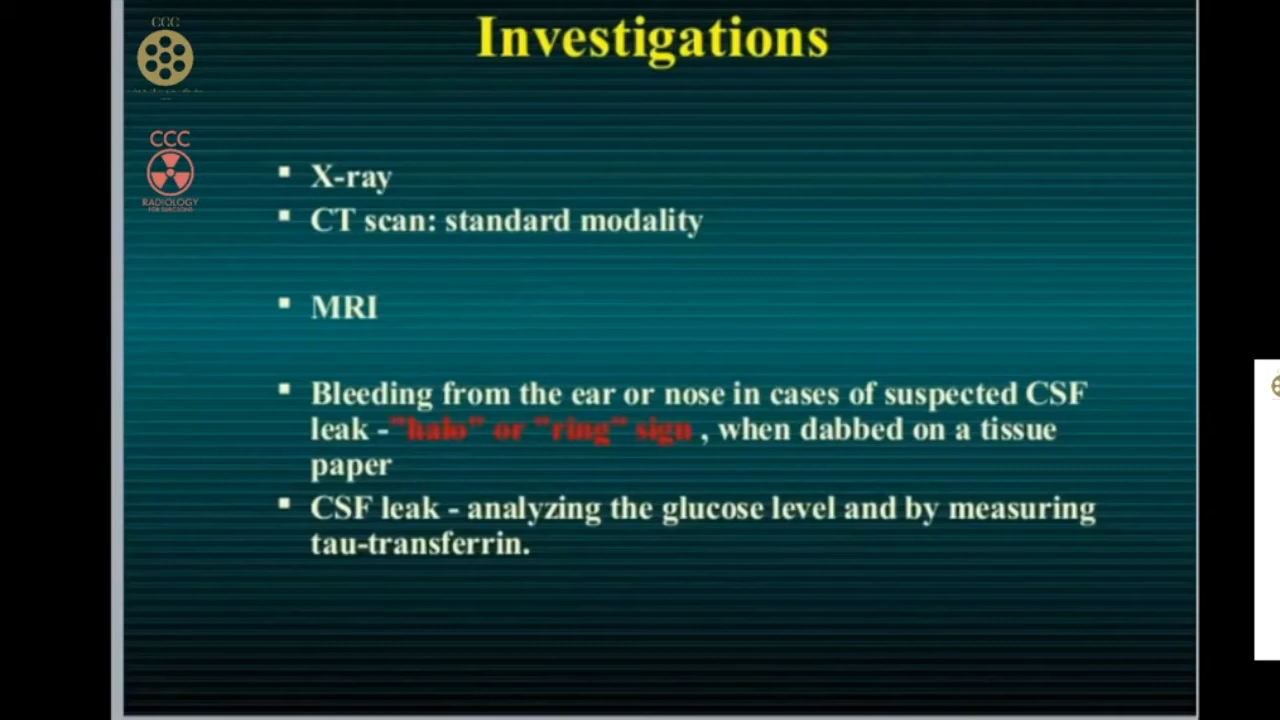 CCC
Investigations
CCC
RADIOLOGY
FOR SURGEONS
X-ray
CT scan: standard modality
MRI
Bleeding from the ear or nose in cases of suspected CSF
leak -"halo" or "ring" sign , when dabbed on a tissue
paper
CSF leak - analyzing the glucose level and by measuring
tau-transferrin.